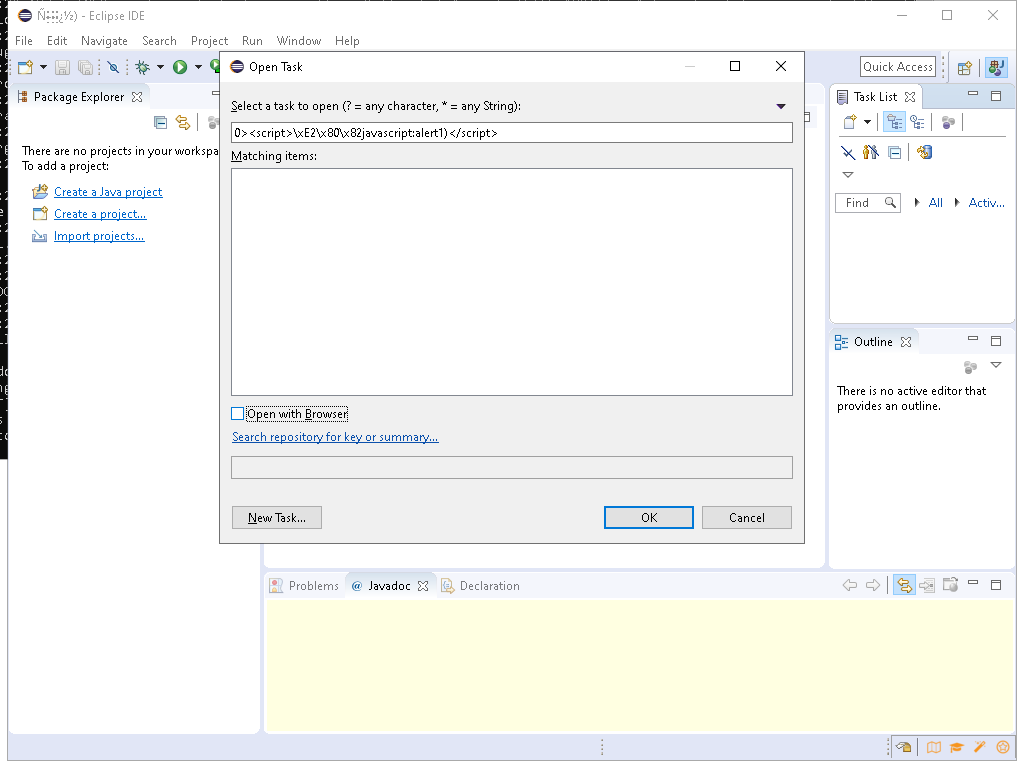 - Eclipse IDE
File Edit Navigate Search Project Run Window Help
Quick Access
Package Explorer
There are no projects in your workspa
To add a project:
Create a Java project
Create a project...
Import projects...
Open Task
Select a task to open (? = any character, * = any String):
0><script>\xE2\x80\x82javascript:alert1)</script>
Matching items:
Open with Browser
Search repository for key or summary...
New Task...
OK
Cancel
Task List
Find
All
Activ...
Outline
There is no active editor that
provides an outline.
Problems
@ Javadoc
Declaration